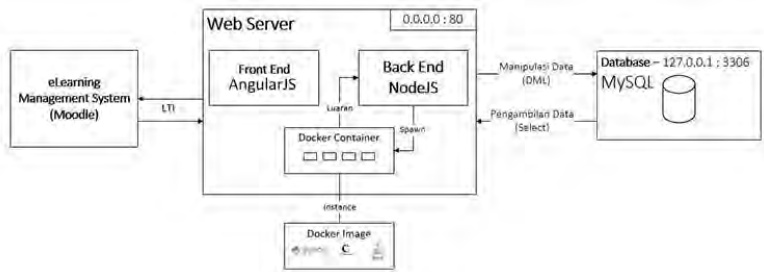 Web Server
0.0.0.0 : 80
eLearning
Management System
(Moodle)
LTI
Front End
AngularJS
Back End
NodeJS
Luaran
Spawn
Docker Container
Instance
Docker Image
C
Manipulasi Data
(DML)
Pengambilan Data
(Select)
Database – 127.0.0.1 : 3306
MySQL